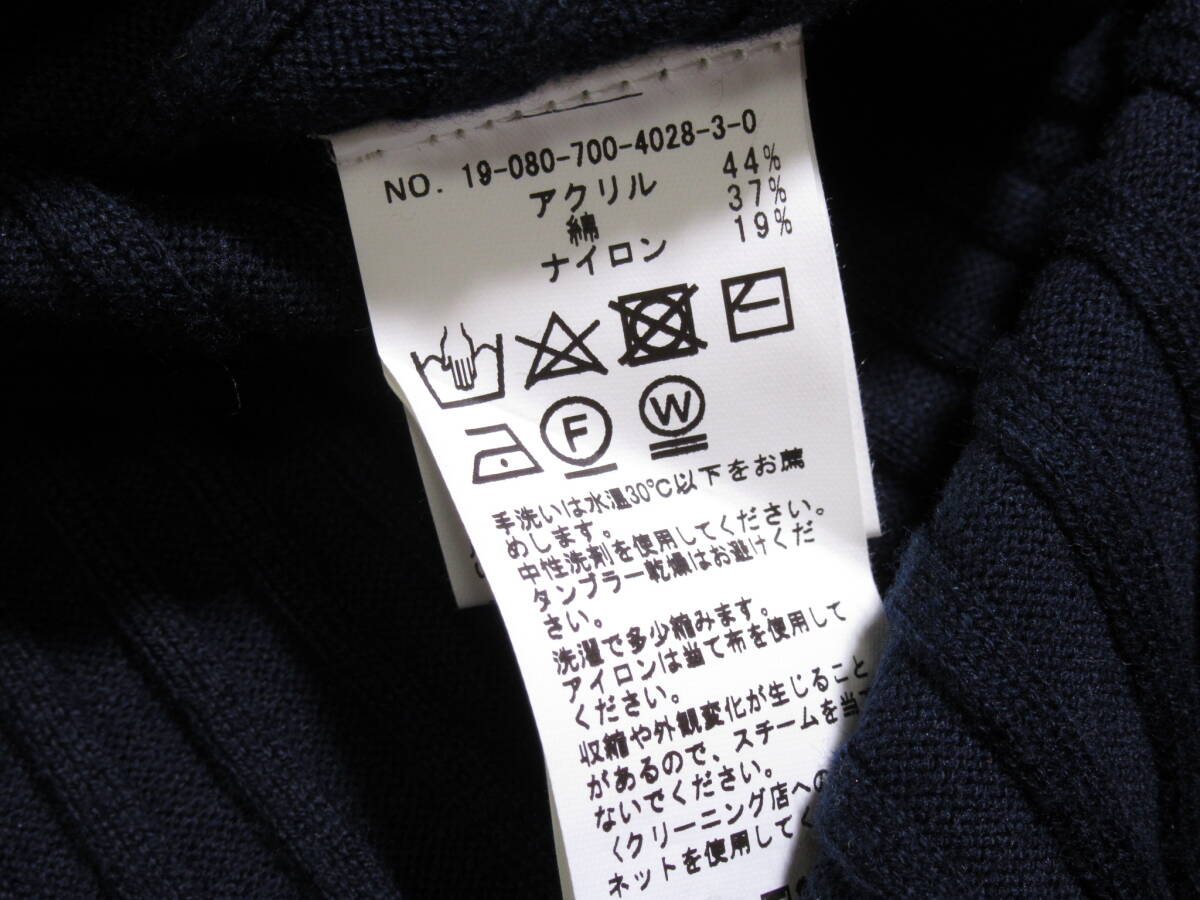 NO. 19-080-700-4028-3-0
アクリル 44%
綿 37%
ナイロン 19%
F W
手洗いは水温30℃以下をお薦
めします。
中性洗剤を使用してください。
タンブラー乾燥はお避けくだ
さい。
洗濯で多少縮みます。
アイロンは当て布を使用して
ください。
収縮や外観変化が生じること
があるので、スチームを当
ないでください。
〈クリーニング店への
ネットを使用して